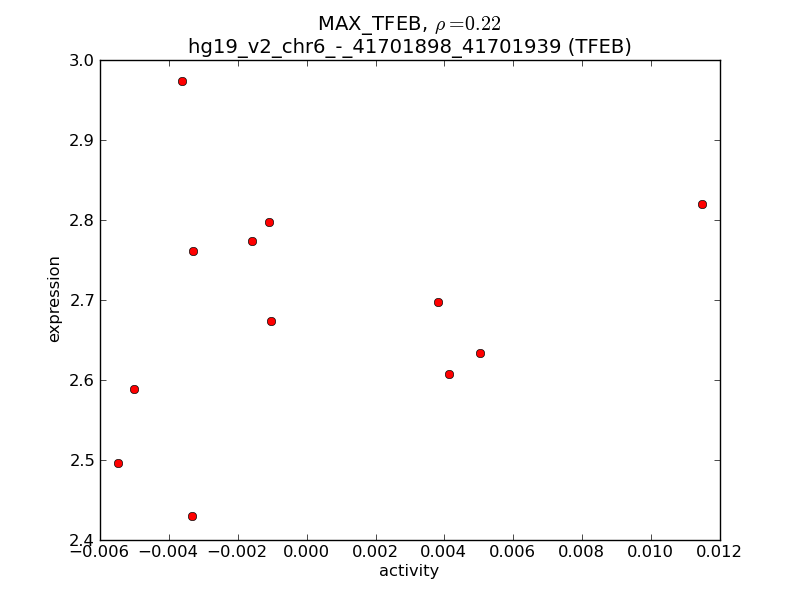 MAX_TFEB, ρ=0.22
hg19_v2_chr6_-_41701898_41701939 (TFEB)
3.0
2.9
2.8
2.7
2.6
2.5
2.4
expression
−0.006 −0.004 −0.002 0.000 0.002 0.004 0.006 0.008 0.010 0.012
activity